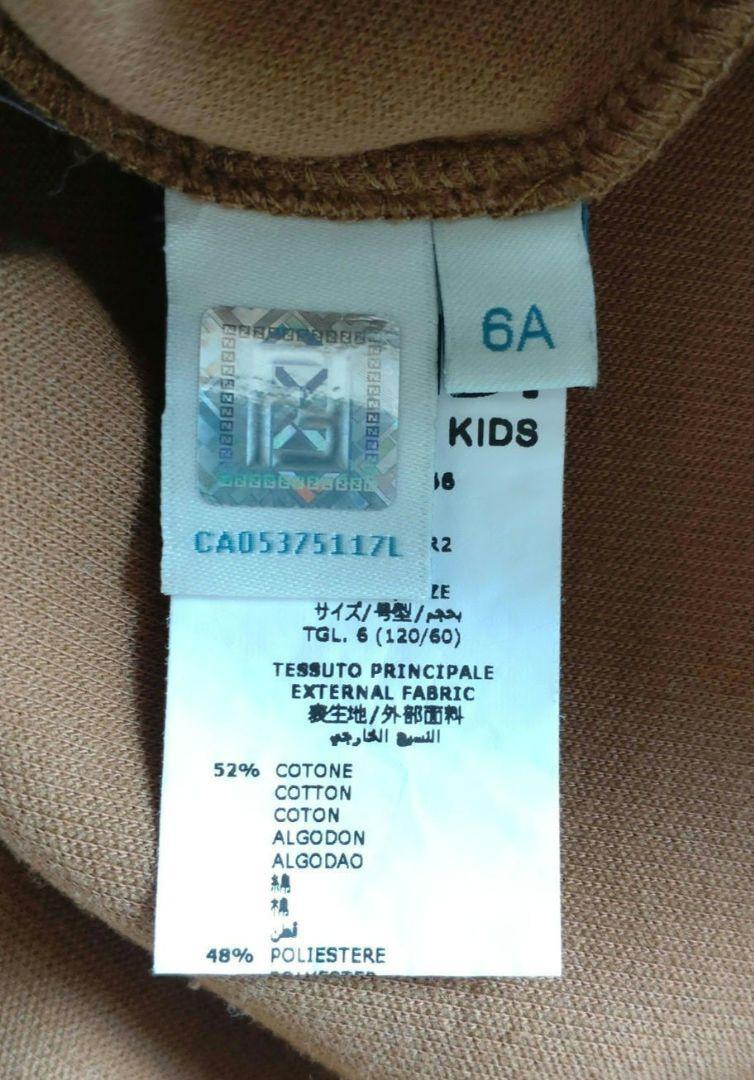 6A
KIDS
CA05375117L
サイズ/号型/بحجم
TGL. 6 (120/60)
TESSUTO PRINCIPALE
EXTERNAL FABRIC
表生地/外部面料
النسيج الخارجي
52% COTONE
COTTON
COTON
ALGODON
ALGODAO
綿
棉
قطن
48% POLIESTERE
POLYESTER